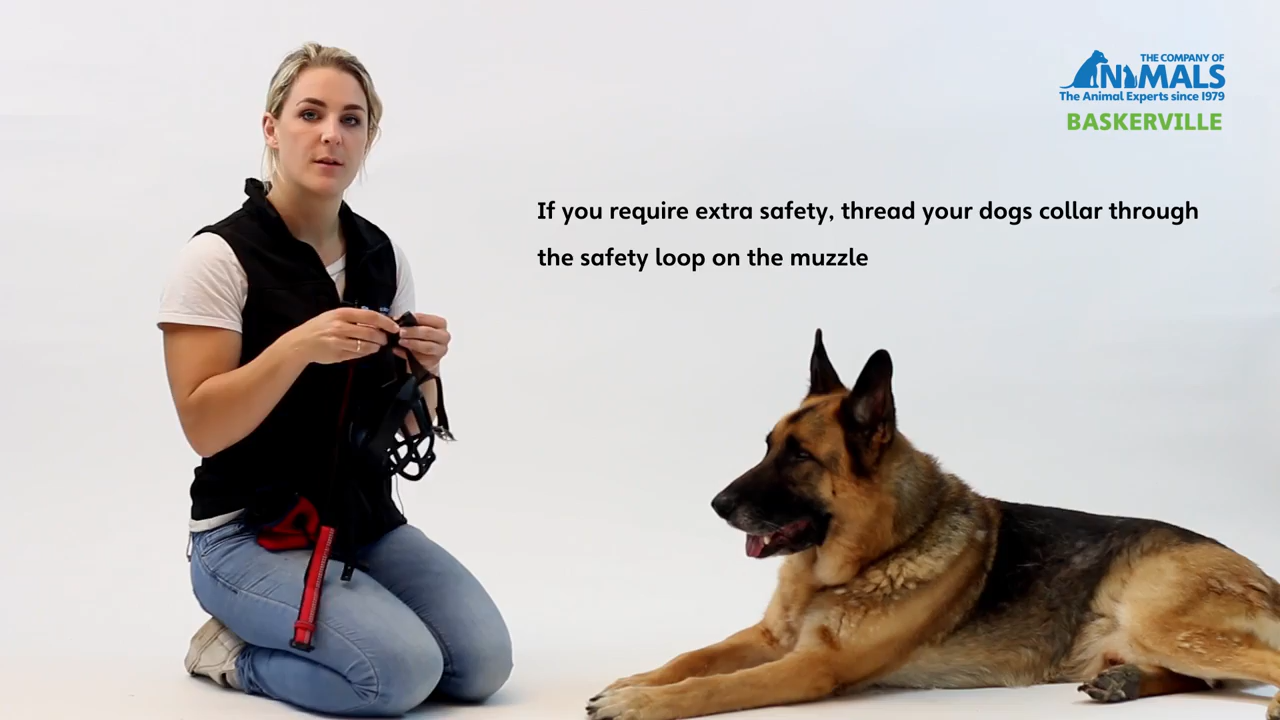 THE COMPANY OF
ANIMALS
The Animal Experts since 1979
BASKERVILLE
If you require extra safety, thread your dogs collar through
the safety loop on the muzzle